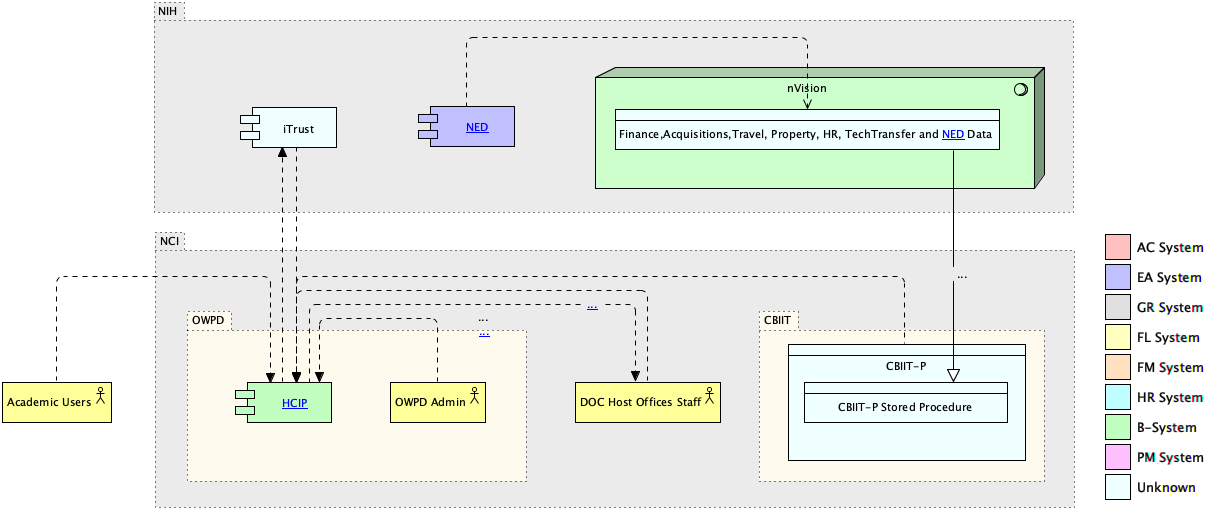 NIH
nVision
iTrust
NED
Finance,Acquisitions,Travel, Property, HR, TechTransfer and NED Data
NCI
AC System
EA System
GR System
FL System
FM System
HR System
B-System
PM System
Unknown
...
...
...
...
OWPD
CBIIT
CBIIT-P
Academic Users
HCIP
OWPD Admin
DOC Host Offices Staff
CBIIT-P Stored Procedure